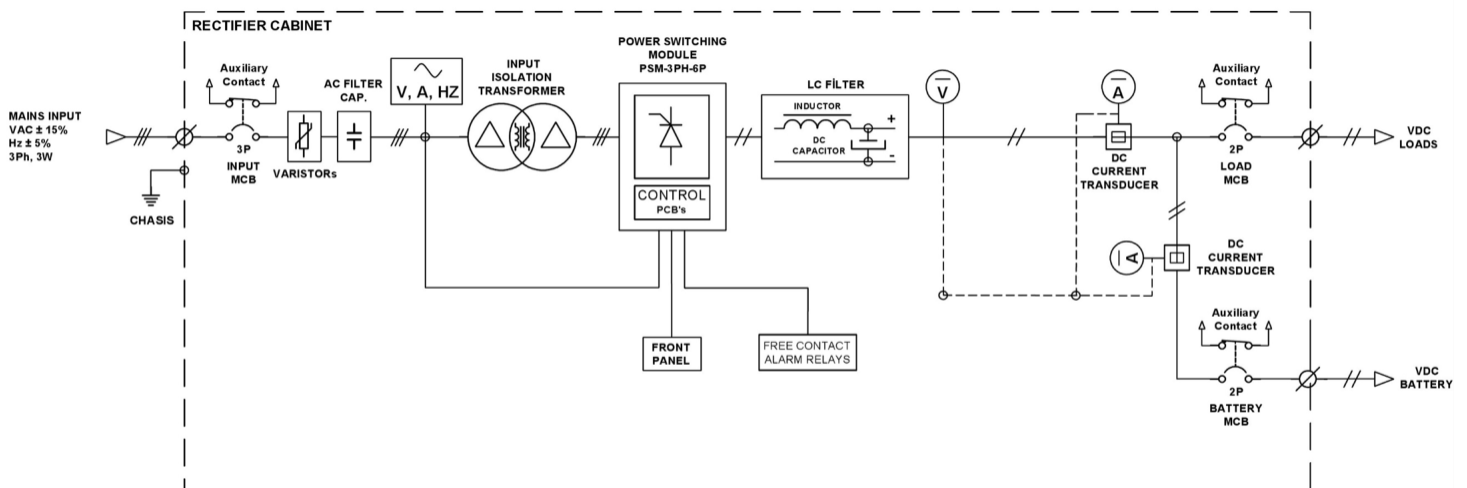 RECTIFIER CABINET
MAINS INPUT
VAC ± 15%
Hz ± 5%
3Ph, 3W
CHASIS
Auxiliary
Contact
3P
INPUT
MCB
VARISTORs
AC FILTER
CAP.
V, A, HZ
INPUT
ISOLATION
TRANSFORMER
POWER SWITCHING
MODULE
PSM-3PH-6P
CONTROL
PCB's
FRONT
PANEL
FREE CONTACT
ALARM RELAYS
LC FİLTER
INDUCTOR
DC
CAPACITOR
+
-
V
A
DC
CURRENT
TRANSDUCER
Auxiliary
Contact
2P
LOAD
MCB
VDC
LOADS
A
DC
CURRENT
TRANSDUCER
Auxiliary
Contact
2P
BATTERY
MCB
VDC
BATTERY